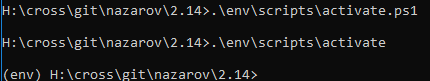 H:\cross\git\nazarov\2.14>.\env\scripts\activate.ps1
H:\cross\git\nazarov\2.14>.\env\scripts\activate
(env) H:\cross\git\nazarov\2.14>